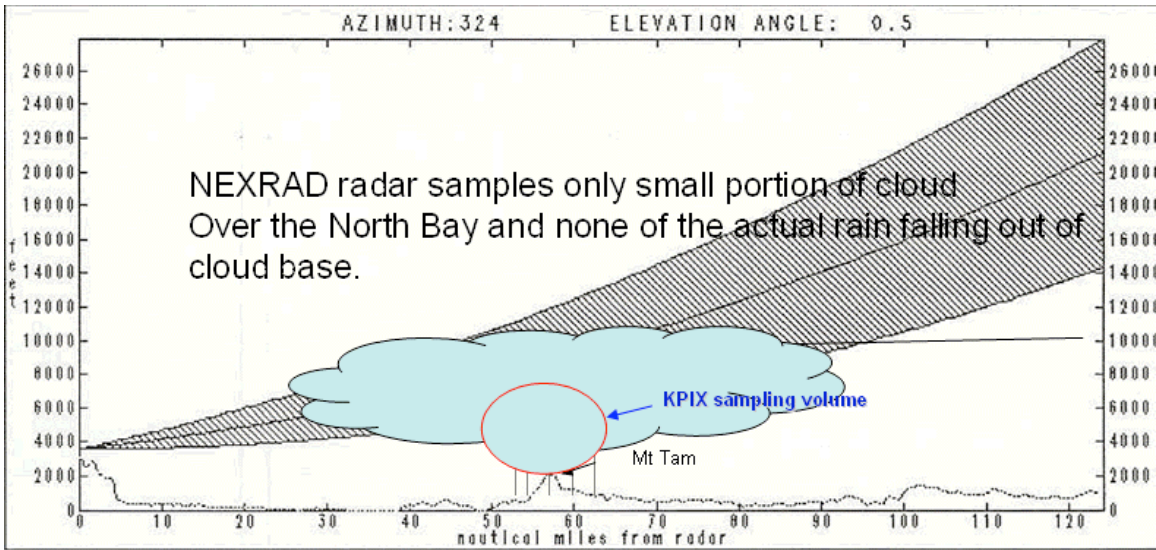 AZIMUTH:324 ELEVATION ANGLE: 0.5
26000 26000
24000 24000
22000 22000
20000 20000
18000 18000
16000 16000
14000 14000
12000 12000
10000 10000
8000 8000
6000 6000
4000 4000
2000 2000
0 0
feet
NEXRAD radar samples only small portion of cloud
Over the North Bay and none of the actual rain falling out of
cloud base.
KPIX sampling volume
Mt Tam
0 10 20 30 40 50 60 70 80 90 100 110 120
nautical miles from radar